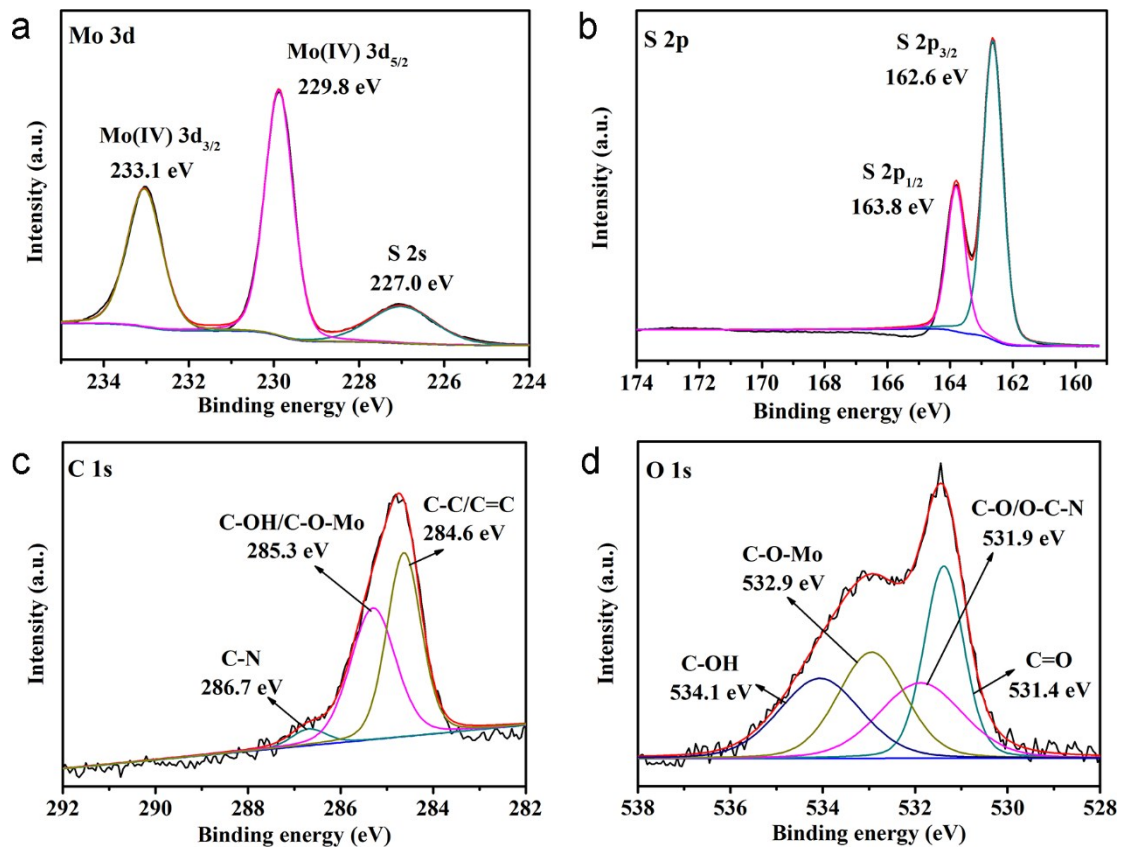 a
Mo 3d
Mo(IV) 3d5/2
229.8 eV
Mo(IV) 3d3/2
233.1 eV
S 2s
227.0 eV
Intensity (a.u.)
234 232 230 228 226 224
Binding energy (eV)
b
S 2p
S 2p3/2
162.6 eV
S 2p1/2
163.8 eV
Intensity (a.u.)
174 172 170 168 166 164 162 160
Binding energy (eV)
c
C 1s
C-C/C=C
284.6 eV
C-OH/C-O-Mo
285.3 eV
C-N
286.7 eV
Intensity (a.u.)
292 290 288 286 284 282
Binding energy (eV)
d
O 1s
C-O/O-C-N
531.9 eV
C-O-Mo
532.9 eV
C-OH
534.1 eV
C=O
531.4 eV
Intensity (a.u.)
538 536 534 532 530 528
Binding energy (eV)